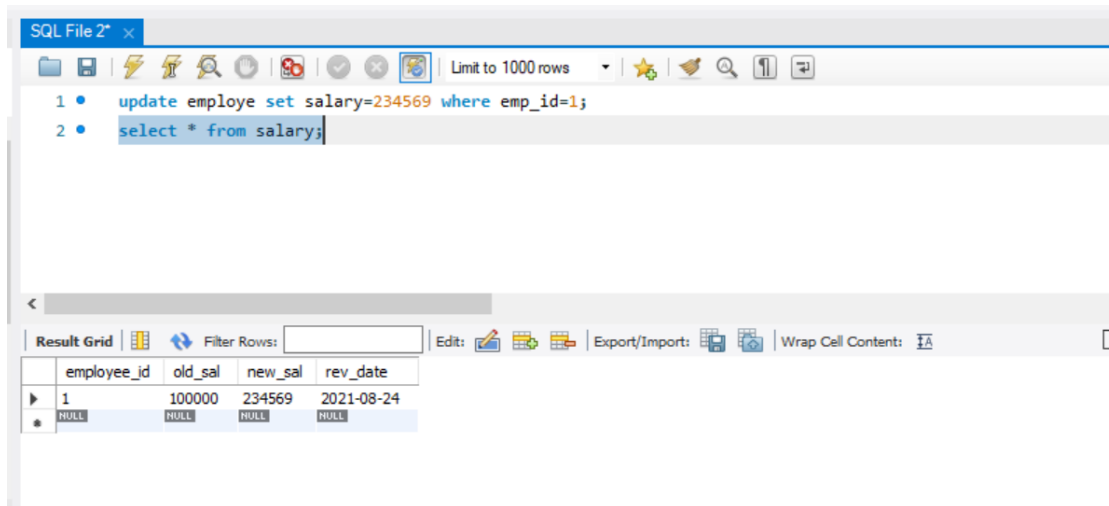 SQL File 2*
Limit to 1000 rows
1 update employe set salary=234569 where emp_id=1;
2 select * from salary;
Result Grid Filter Rows: Edit: Export/Import: Wrap Cell Content:
employee_id old_sal new_sal rev_date
1 100000 234569 2021-08-24
NULL NULL NULL NULL